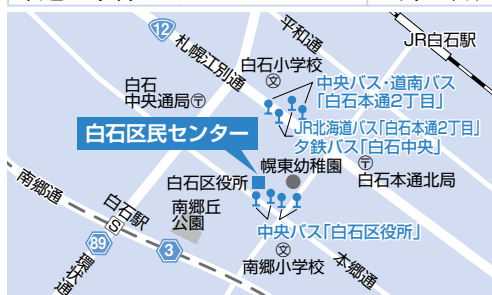 12
札幌江別通
平和通
JR白石駅
白石小学校
文
白石
中央通局〒
中央バス・道南バス
「白石本通2丁目」
JR北海道バス「白石本通2丁目」
夕鉄バス「白石中央」
白石区民センター
幌東幼稚園
〒
白石本通北局
白石区役所
南郷通
白石駅
S
南郷丘
公園
中央バス「白石区役所」
89
3
環状通
文
南郷小学校
本郷通